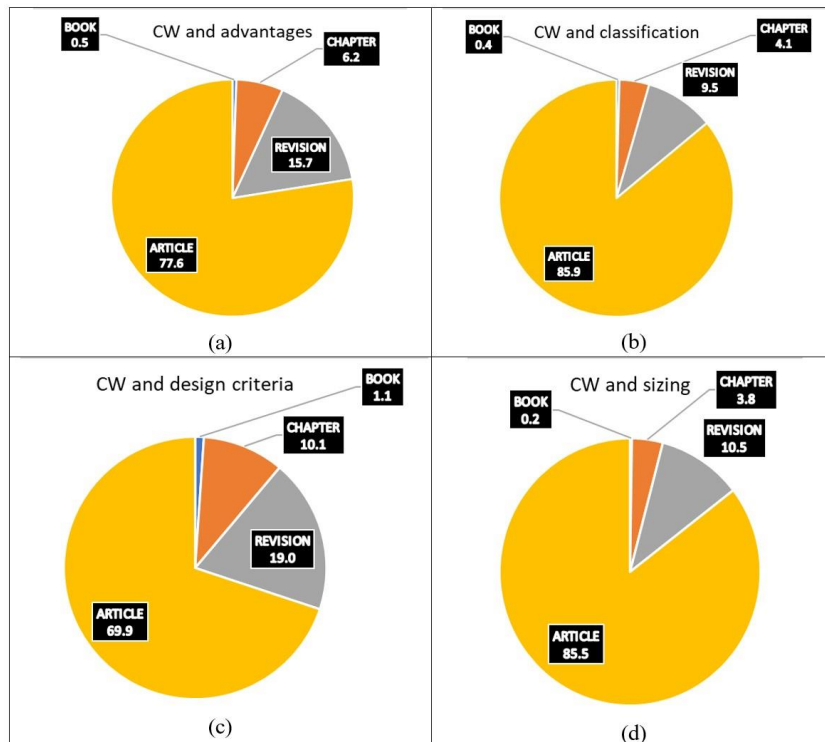 CW and advantages
BOOK
0.5
CHAPTER
6.2
REVISION
15.7
ARTICLE
77.6
(a)
CW and classification
BOOK
0.4
CHAPTER
4.1
REVISION
9.5
ARTICLE
85.9
(b)
CW and design criteria
BOOK
1.1
CHAPTER
10.1
REVISION
19.0
ARTICLE
69.9
(c)
CW and sizing
CHAPTER
3.8
BOOK
0.2
REVISION
10.5
ARTICLE
85.5
(d)